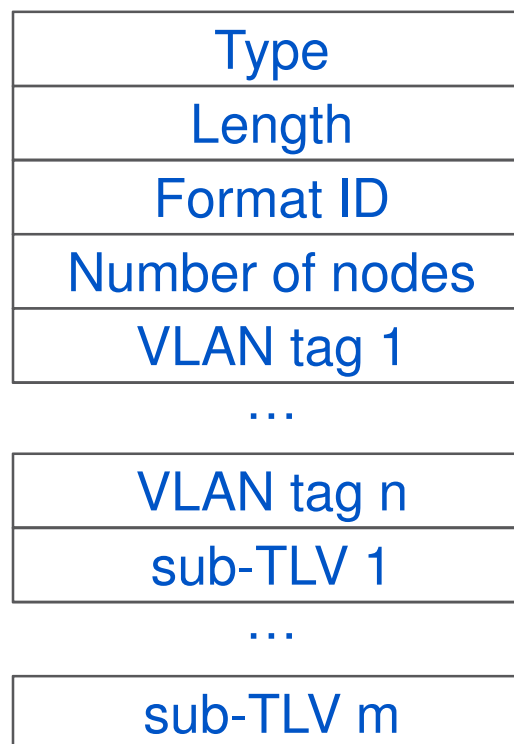 Type
Length
Format ID
Number of nodes
VLAN tag 1
...
VLAN tag n
sub-TLV 1
...
sub-TLV m